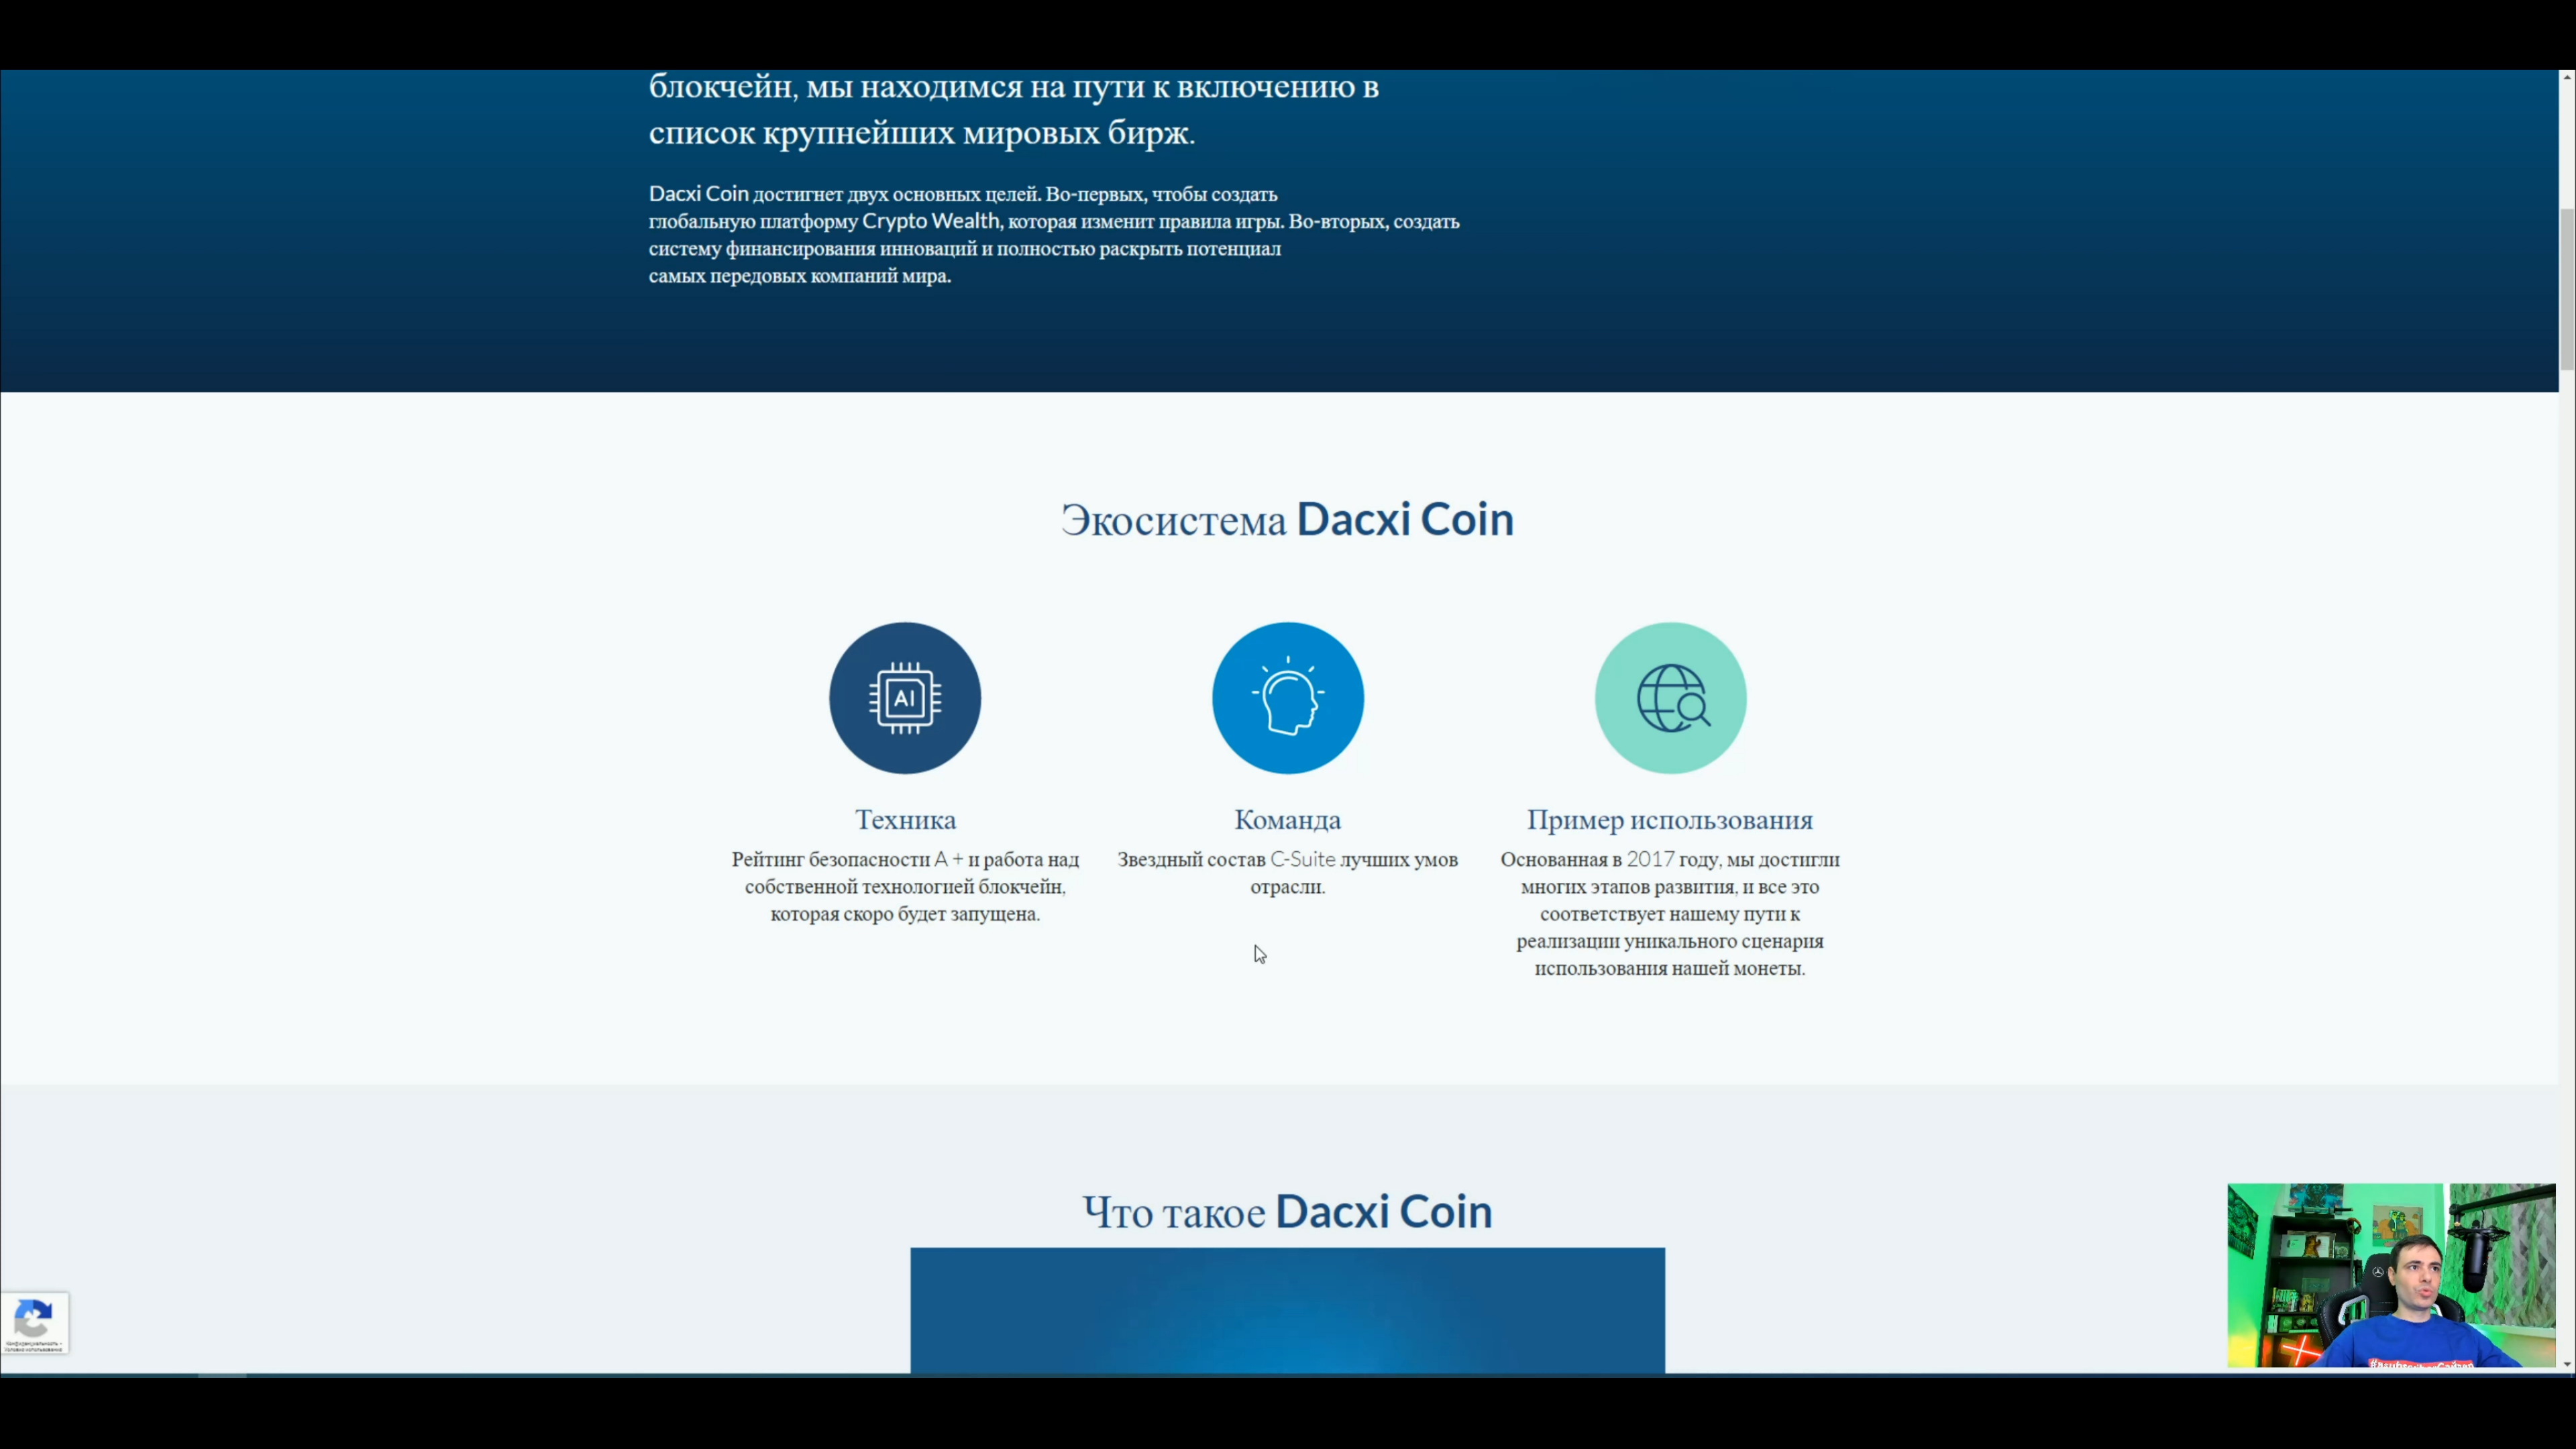 блокчейн, мы находимся на пути к включению в
список крупнейших мировых бирж.
Dacxi Coin достигнет двух основных целей. Во-первых, чтобы создать
глобальную платформу Crypto Wealth, которая изменит правила игры. Во-вторых, создать
систему финансирования инноваций и полностью раскрыть потенциал
самых передовых компаний мира.
Экосистема Dacxi Coin
AI
Техника
Рейтинг безопасности A + и работа над
собственной технологией блокчейн,
которая скоро будет запущена.
Команда
Звездный состав C-Suite лучших умов
отрасли.
Пример использования
Основанная в 2017 году, мы достигли
многих этапов развития, и все это
соответствует нашему пути к
реализации уникального сценария
использования нашей монеты.
Что такое Dacxi Coin